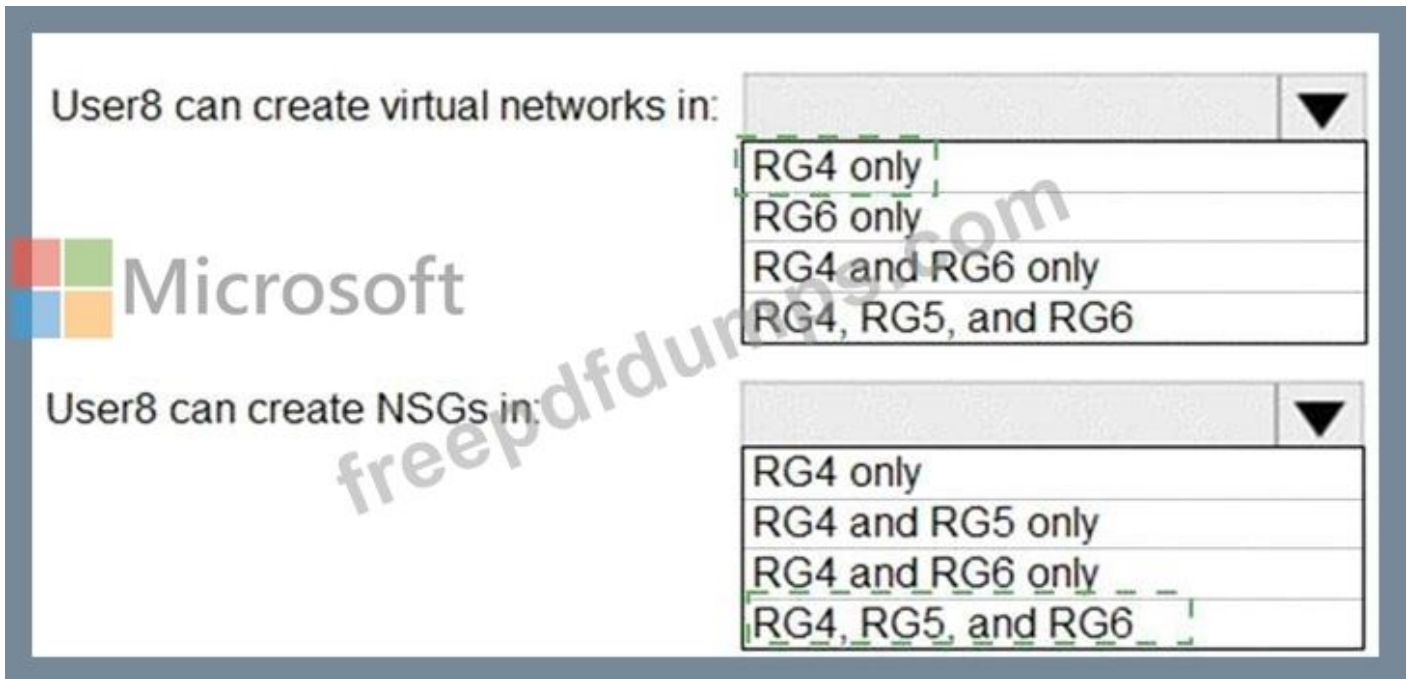 User8 can create virtual networks in:
RG4 only
RG6 only
RG4 and RG6 only
RG4, RG5, and RG6
Microsoft
freepdfdumps.com
User8 can create NSGs in:
RG4 only
RG4 and RG5 only
RG4 and RG6 only
RG4, RG5, and RG6